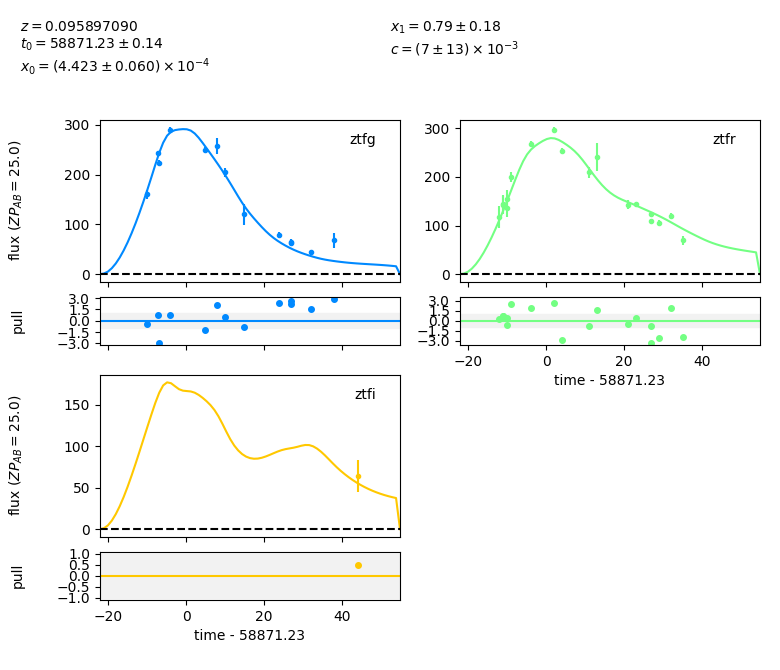 z = 0.095897090
t₀ = 58871.23 ± 0.14
x₀ = (4.423 ± 0.060) × 10⁻⁴
x₁ = 0.79 ± 0.18
c = (7 ± 13) × 10⁻³
flux (ZP_AB = 25.0)
300
200
100
0
ztfg
300
200
100
0
ztfr
pull
3.0
1.5
0.0
−1.5
−3.0
3.0
1.5
0.0
−1.5
−3.0
−20 0 20 40
time - 58871.23
flux (ZP_AB = 25.0)
150
100
50
0
ztfi
pull
1.0
0.5
0.0
−0.5
−1.0
−20 0 20 40
time - 58871.23